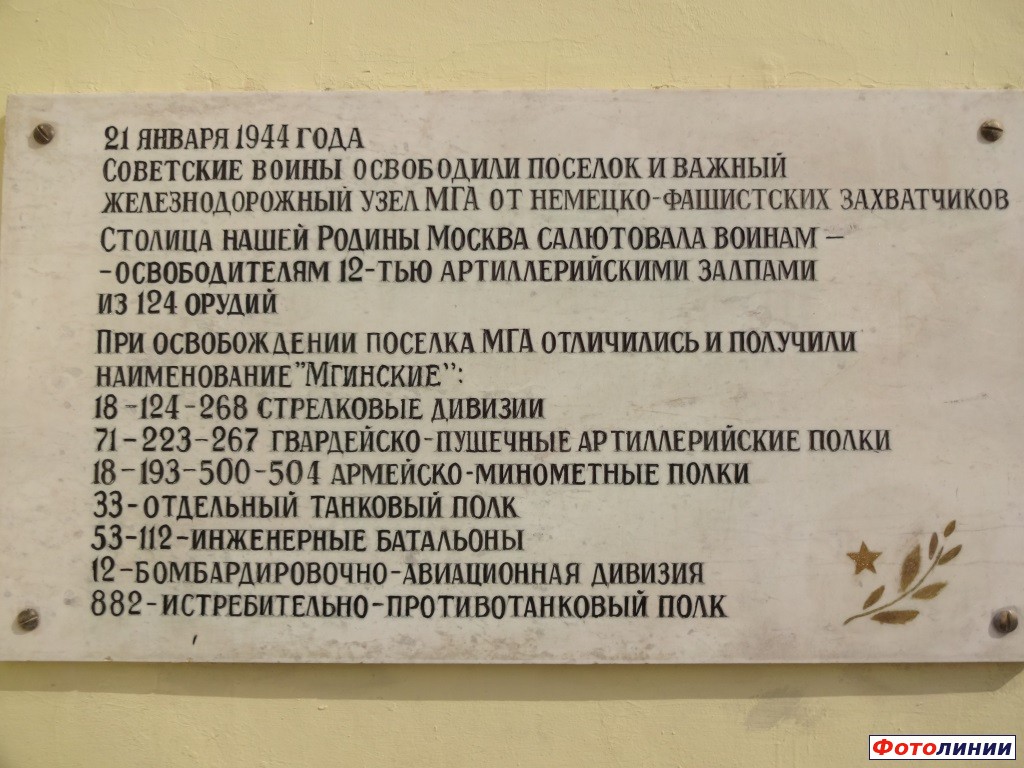 21 ЯНВАРЯ 1944 ГОДА
СОВЕТСКИЕ ВОИНЫ ОСВОБОДИЛИ ПОСЕЛОК И ВАЖНЫЙ
ЖЕЛЕЗНОДОРОЖНЫЙ УЗЕЛ МГА ОТ НЕМЕЦКО-ФАШИСТСКИХ ЗАХВАТЧИКОВ
СТОЛИЦА НАШЕЙ РОДИНЫ МОСКВА САЛЮТОВАЛА ВОИНАМ –
-ОСВОБОДИТЕЛЯМ 12-ТЬЮ АРТИЛЛЕРИЙСКИМИ ЗАЛПАМИ
ИЗ 124 ОРУДИЙ
ПРИ ОСВОБОЖДЕНИИ ПОСЕЛКА МГА ОТЛИЧИЛИСЬ И ПОЛУЧИЛИ
НАИМЕНОВАНИЕ "МГИНСКИЕ":
18-124-268 СТРЕЛКОВЫЕ ДИВИЗИИ
71-223-267 ГВАРДЕЙСКО-ПУШЕЧНЫЕ АРТИЛЛЕРИЙСКИЕ ПОЛКИ
18-193-500-504 АРМЕЙСКО-МИНОМЕТНЫЕ ПОЛКИ
33-ОТДЕЛЬНЫЙ ТАНКОВЫЙ ПОЛК
53-112-ИНЖЕНЕРНЫЕ БАТАЛЬОНЫ
12-БОМБАРДИРОВОЧНО-АВИАЦИОННАЯ ДИВИЗИЯ
882-ИСТРЕБИТЕЛЬНО-ПРОТИВОТАНКОВЫЙ ПОЛК
Фотолинии